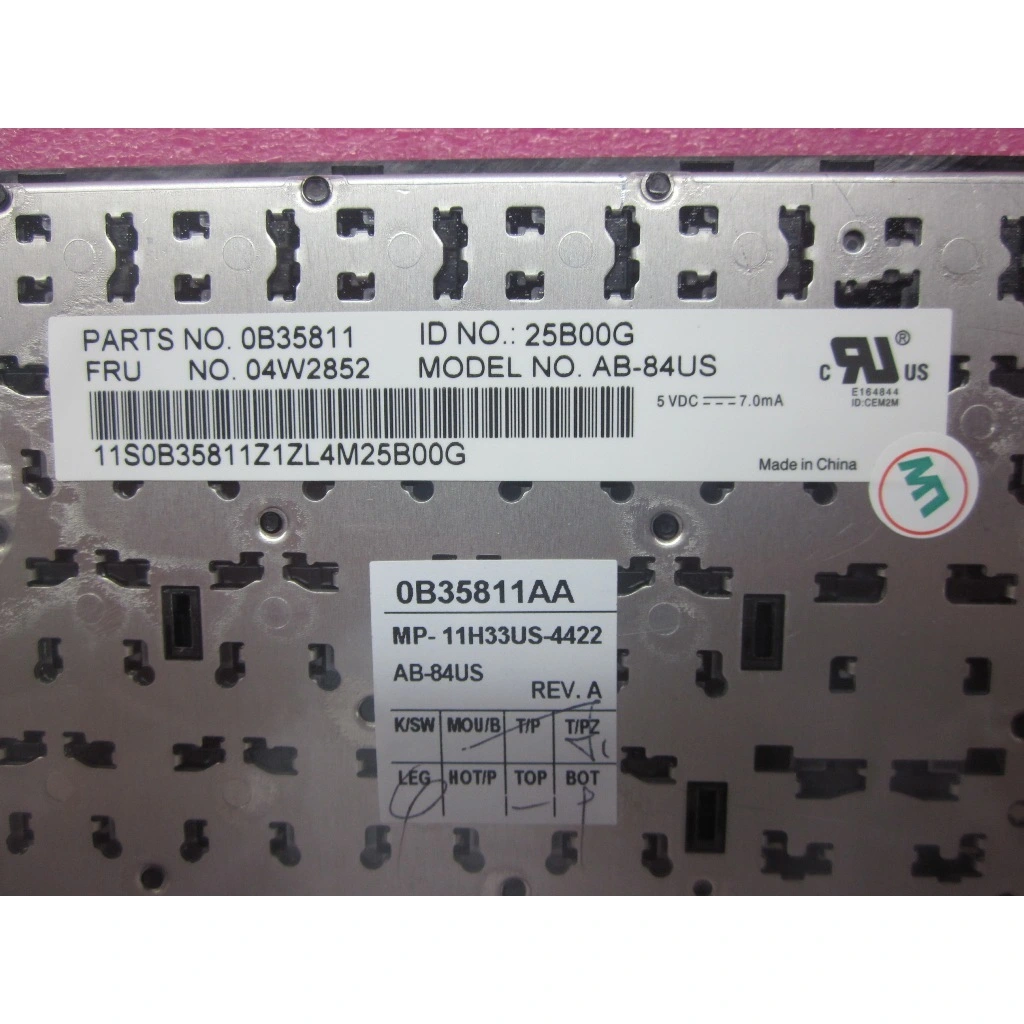 PARTS NO. 0B35811 ID NO.: 25B00G
FRU NO. 04W2852 MODEL NO. AB-84US
5 VDC 7.0mA
C RU ® US
E164844
ID:CEM2M
11S0B35811Z1ZL4M25B00G
Made in China
0B35811AA
MP- 11H33US-4422
AB-84US
REV. A
K/SW MOU/B T/P T/PZ
LEG HOT/P TOP BOT